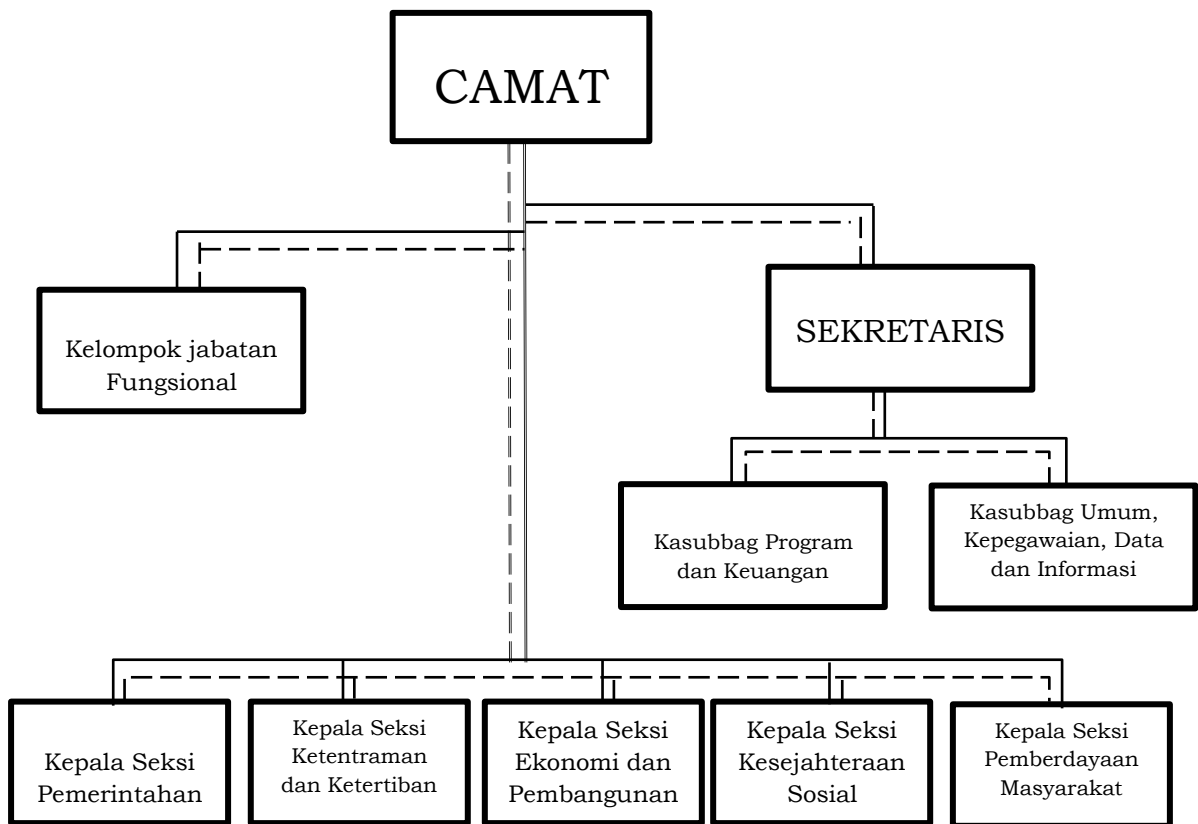 CAMAT
Kelompok jabatan
Fungsional
SEKRETARIS
Kasubbag Program
dan Keuangan
Kasubbag Umum,
Kepegawaian, Data
dan Informasi
Kepala Seksi
Pemerintahan
Kepala Seksi
Ketentraman
dan Ketertiban
Kepala Seksi
Ekonomi dan
Pembangunan
Kepala Seksi
Kesejahteraan
Sosial
Kepala Seksi
Pemberdayaan
Masyarakat